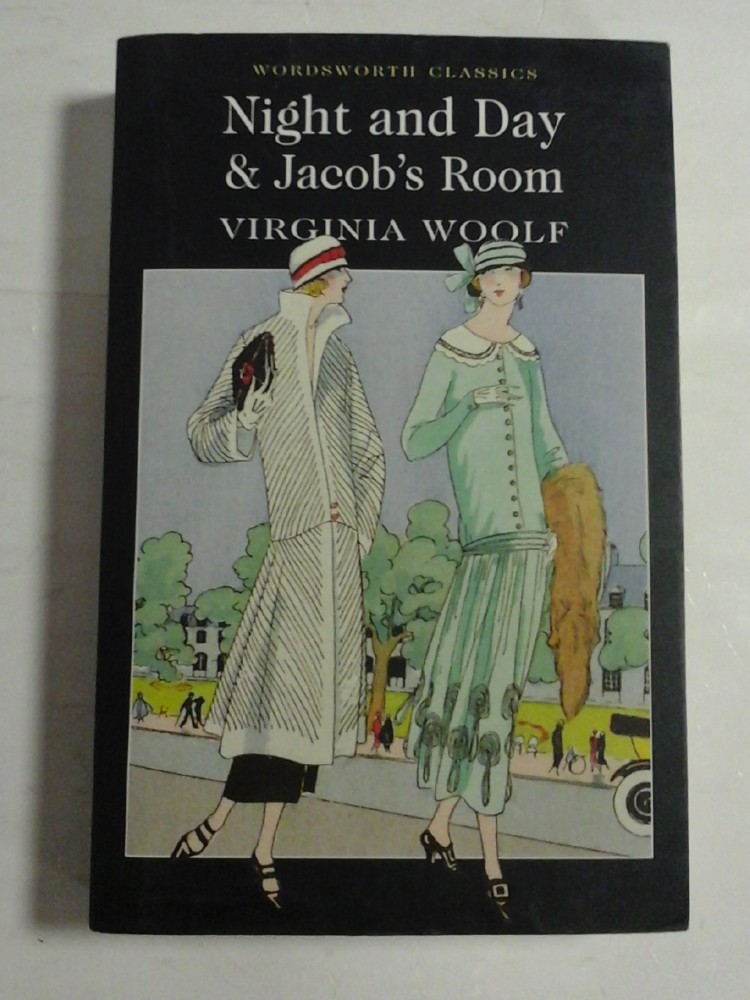 WORDSWORTH CLASSICS
Night and Day
& Jacob's Room
VIRGINIA WOOLF